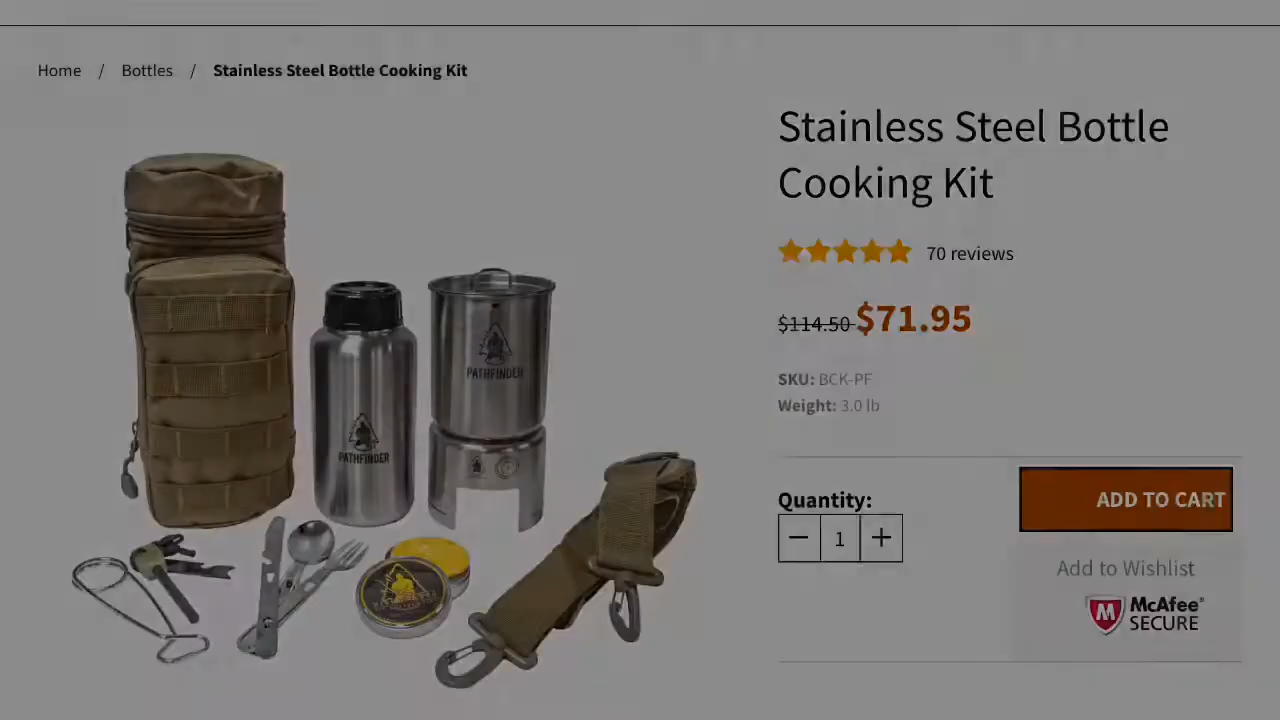 Home / Bottles / Stainless Steel Bottle Cooking Kit
Stainless Steel Bottle
Cooking Kit
70 reviews
$114.50 $71.95
SKU: BCK-PF
Weight: 3.0 lb
Quantity:
1
ADD TO CART
Add to Wishlist
McAfee
SECURE
PATHFINDER
PATHFINDER